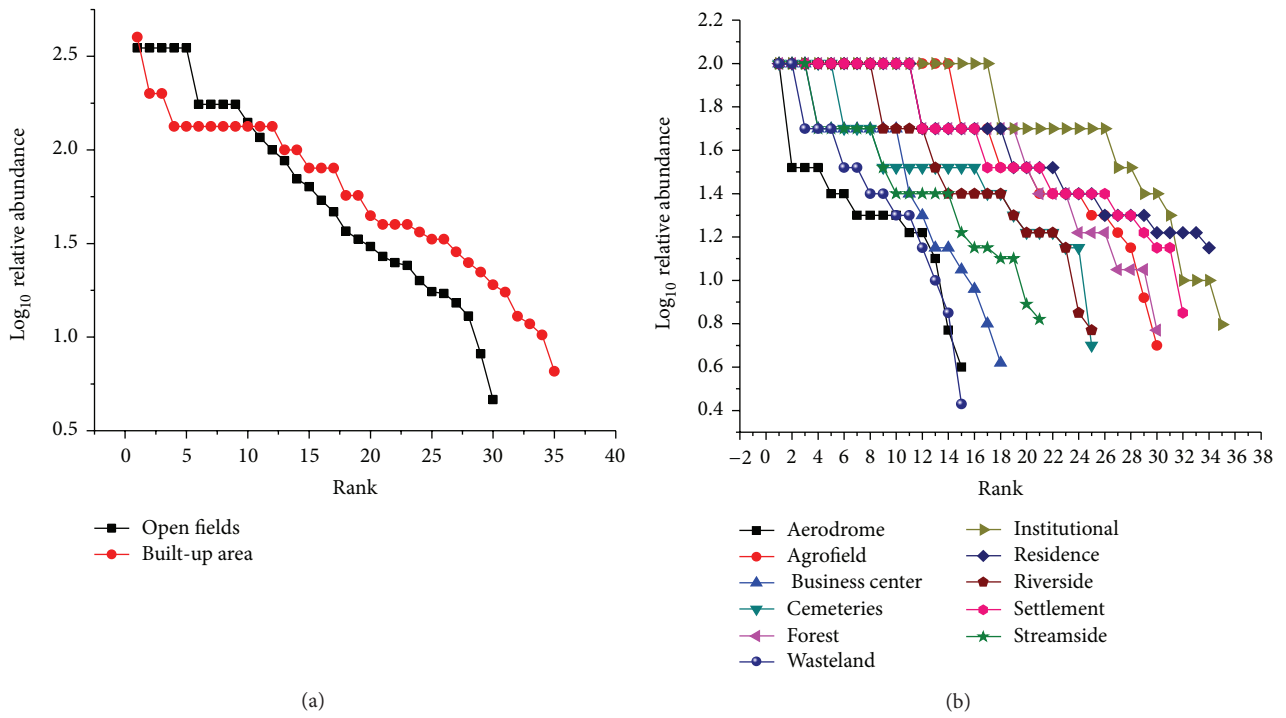 2.5
2.0
1.5
1.0
0.5
Log10 relative abundance
0 5 10 15 20 25 30 35 40
Rank
Open fields
Built-up area
(a)
2.2
2.0
1.8
1.6
1.4
1.2
1.0
0.8
0.6
0.4
Log10 relative abundance
−2 0 2 4 6 8 10 12 14 16 18 20 22 24 26 28 30 32 34 36 38
Rank
Aerodrome
Agrofield
Business center
Cemeteries
Forest
Wasteland
Institutional
Residence
Riverside
Settlement
Streamside
(b)